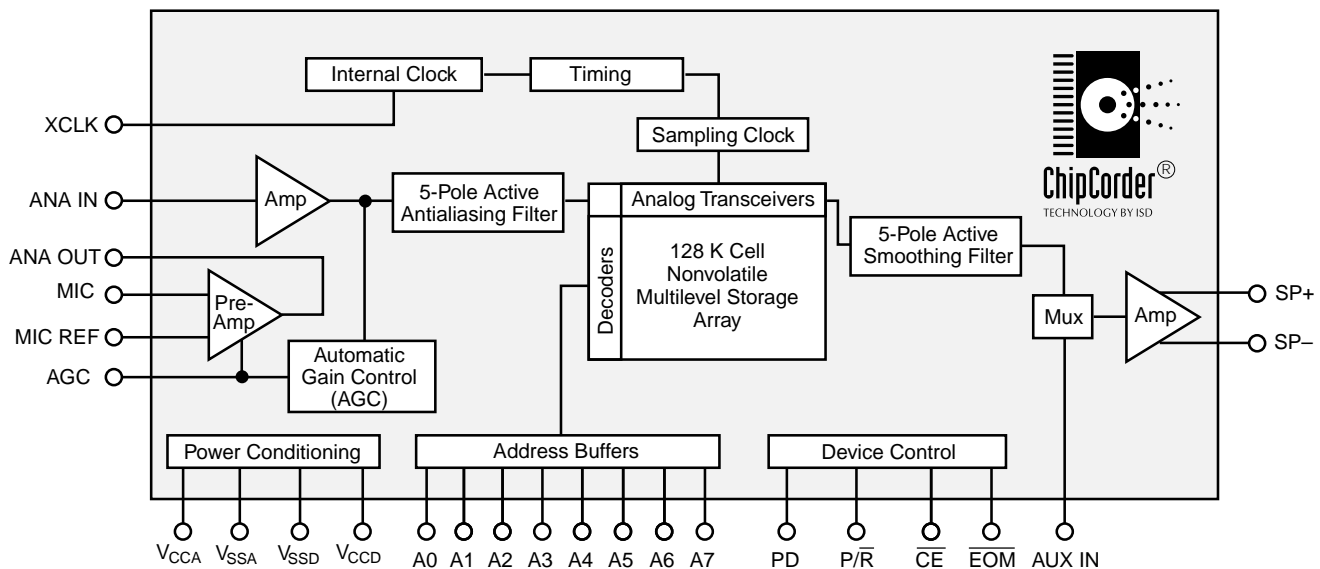 Internal Clock
Timing
XCLK
Sampling Clock
ChipCorder®
TECHNOLOGY BY ISD
ANA IN
Amp
5-Pole Active
Antialiasing Filter
Analog Transceivers
Decoders
128 K Cell
Nonvolatile
Multilevel Storage
Array
5-Pole Active
Smoothing Filter
ANA OUT
MIC
MIC REF
AGC
Pre-
Amp
Automatic
Gain Control
(AGC)
Mux
Amp
SP+
SP–
Power Conditioning
Address Buffers
Device Control
VCCA
VSSA
VSSD
VCCD
A0
A1
A2
A3
A4
A5
A6
A7
PD
P/R̅
C̅E̅
E̅O̅M̅
AUX IN